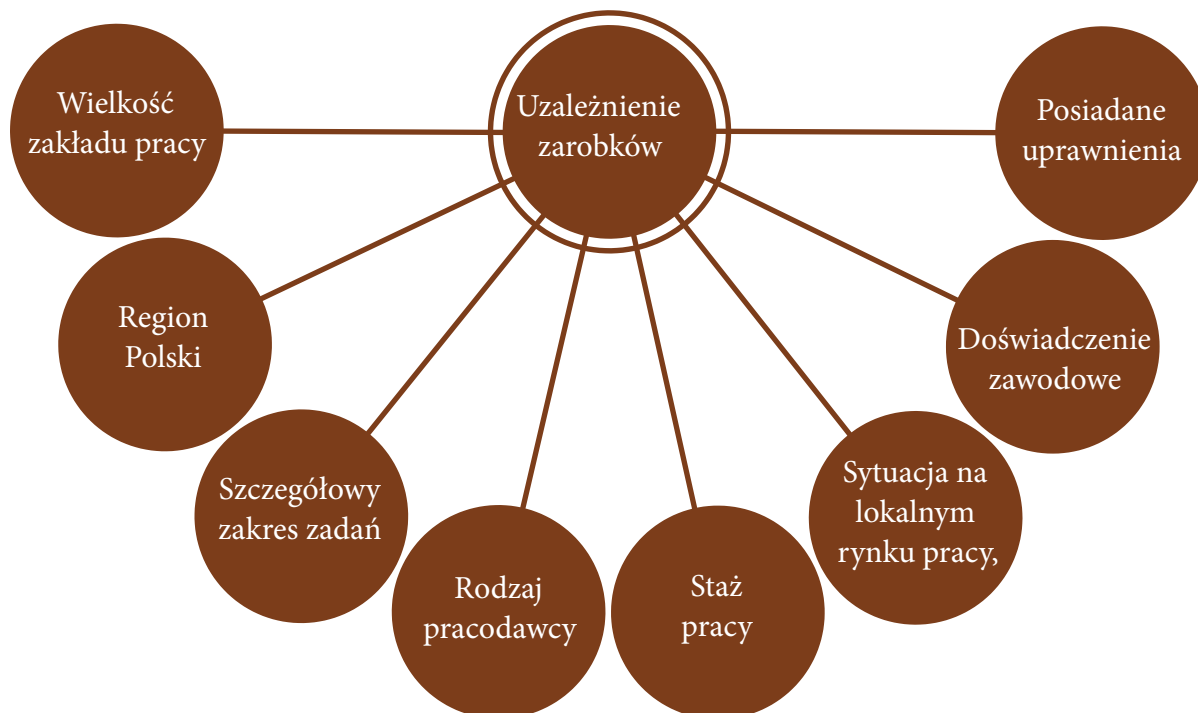 Uzależnienie
zarobków
Wielkość
zakładu pracy
Region
Polski
Szczegółowy
zakres zadań
Rodzaj
pracodawcy
Staż
pracy
Sytuacja na
lokalnym
rynku pracy,
Doświadczenie
zawodowe
Posiadane
uprawnienia